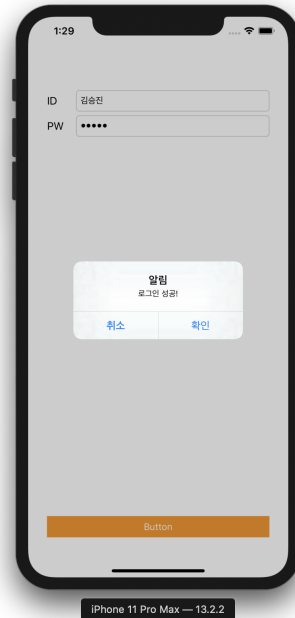 1:29
ID 김승진
PW •••••
알림
로그인 성공!
취소 확인
Button
iPhone 11 Pro Max — 13.2.2